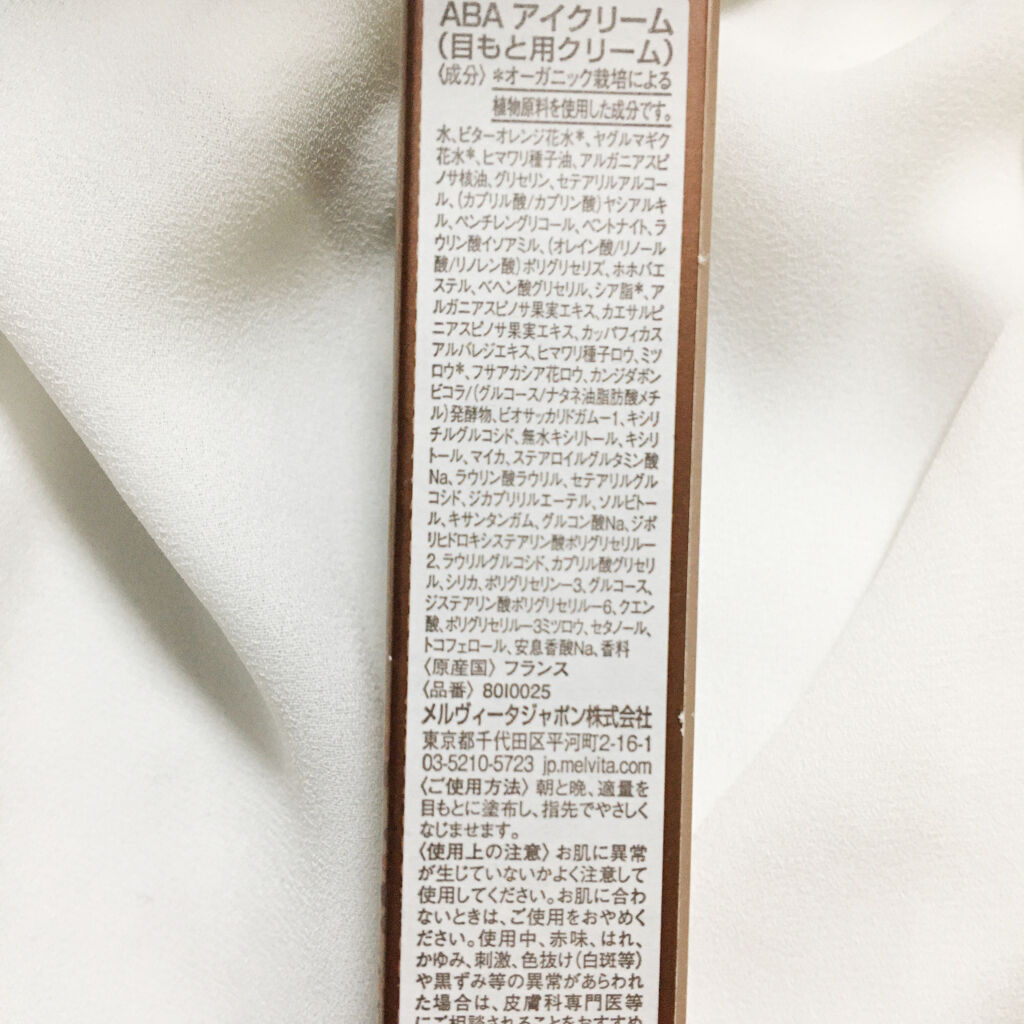 ABA アイクリーム
(目もと用クリーム)
〈成分〉*オーガニック栽培による
植物原料を使用した成分です。
水、ビターオレンジ花水*、ヤグルマギク
花水*、ヒマワリ種子油、アルガニアスピ
ノサ核油、グリセリン、セテアリルアルコー
ル、(カプリル酸/カプリン酸)ヤシアルキ
ル、ペンチレングリコール、ベントナイト、ラ
ウリン酸イソアミル、(オレイン酸/リノール
酸/リノレン酸)ポリグリセリズ、ホホバエ
ステル、ベヘン酸グリセリル、シア脂*、ア
ルガニアスピノサ果実エキス、カエサルピ
ニアスピノサ果実エキス、カッパフィカス
アルバレジエキス、ヒマワリ種子ロウ、ミツ
ロウ*、フサアカシア花ロウ、カンジダボン
ビコラ/(グルコース/ナタネ油脂肪酸メチ
ル)発酵物、ビオサッカリドガム－1、キシリ
チルグルコシド、無水キシリトール、キシリ
トール、マイカ、ステアロイルグルタミン酸
Na、ラウリン酸ラウリル、セテアリルグル
コシド、ジカプリリルエーテル、ソルビトー
ル、キサンタンガム、グルコン酸Na、ジポ
リヒドロキシステアリン酸ポリグリセリル－
2、ラウリルグルコシド、カプリル酸グリセリ
ル、シリカ、ポリグリセリン－3、グルコース、
ジステアリン酸ポリグリセリル－6、クエン
酸、ポリグリセリル－3ミツロウ、セタノール、
トコフェロール、安息香酸Na、香料
〈原産国〉フランス
〈品番〉80I0025
メルヴィータジャポン株式会社
東京都千代田区平河町2-16-1
03-5210-5723 jp.melvita.com
〈ご使用方法〉朝と晩、適量を
目もとに塗布し、指先でやさしく
なじませます。
〈使用上の注意〉お肌に異常
が生じていないかよく注意して
使用してください。お肌に合わ
ないときは、ご使用をおやめく
ださい。使用中、赤味、はれ、
かゆみ、刺激、色抜け(白斑等)
や黒ずみ等の異常があらわれ
た場合は、皮膚科専門医等
にご相談されることをおすすめ